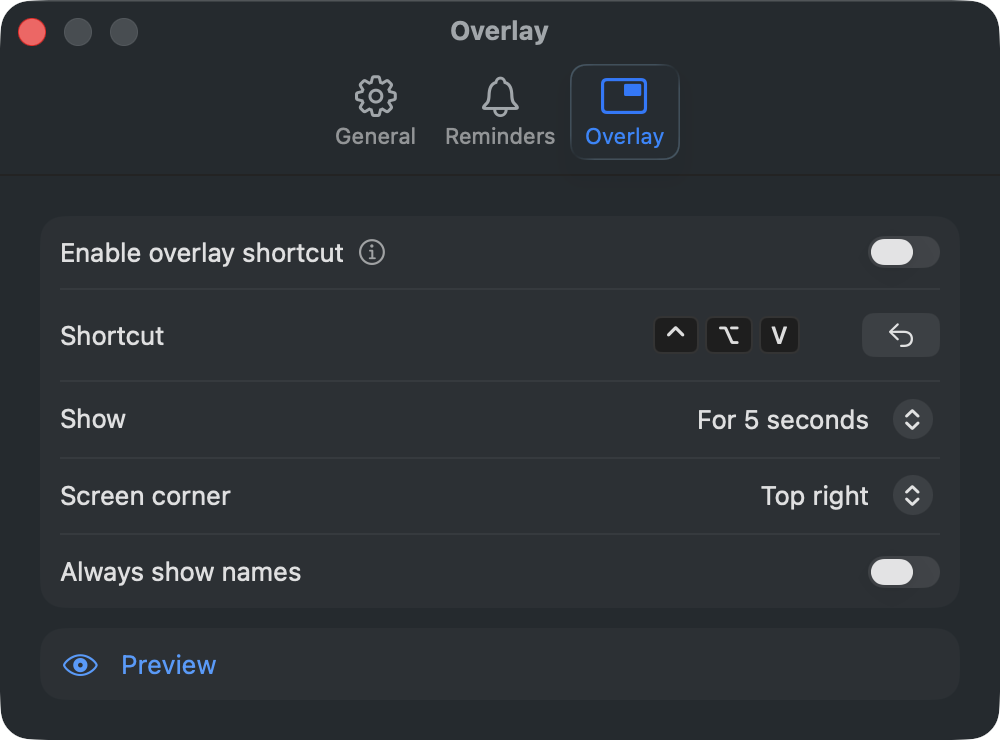 Overlay
General Reminders Overlay
Enable overlay shortcut
Shortcut ^ ⌥ V
Show For 5 seconds
Screen corner Top right
Always show names
Preview